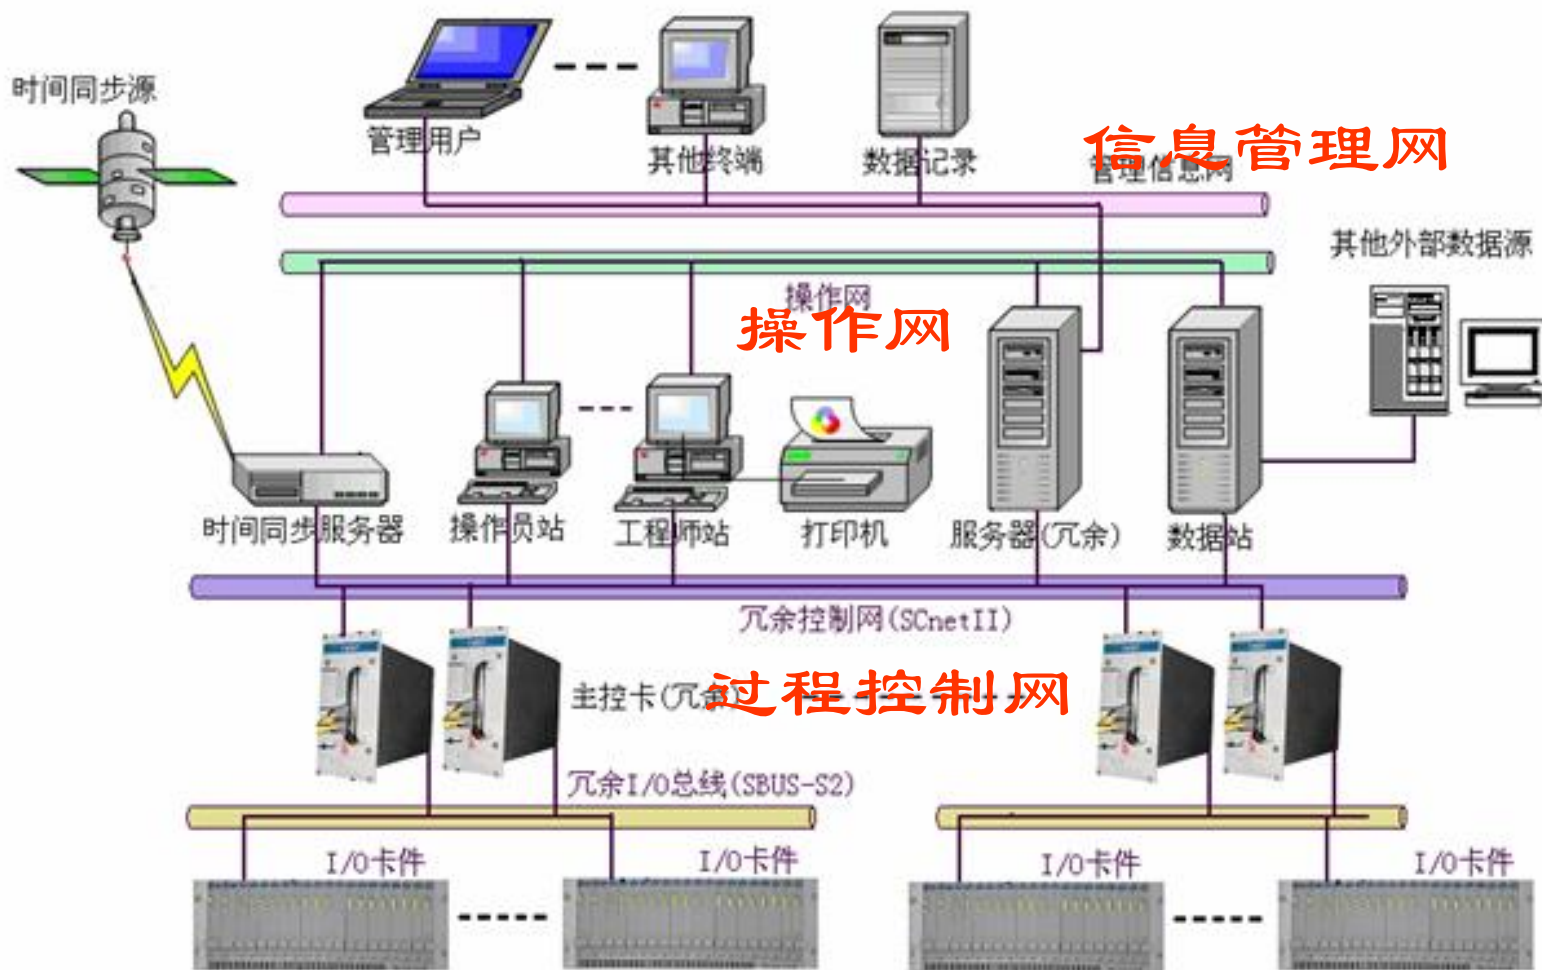 时间同步源
管理用户
其他终端
数据记录
信息管理网
管理信息网
其他外部数据源
操作网
操作网
时间同步服务器
操作员站
工程师站
打印机
服务器(冗余)
数据站
冗余控制网(SCnetII)
主控卡(冗余)
过程控制网
冗余I/O总线(SBUS-S2)
I/O卡件
I/O卡件
I/O卡件
I/O卡件